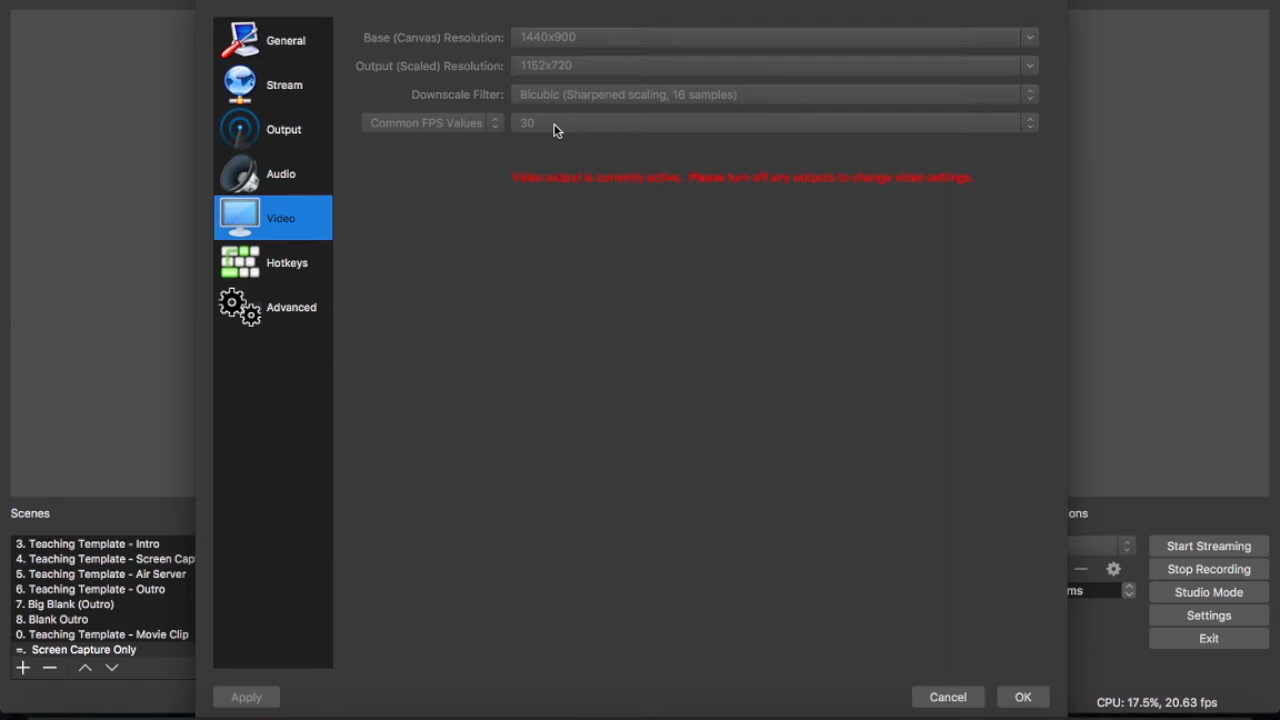 General
Stream
Output
Audio
Video
Hotkeys
Advanced
Base (Canvas) Resolution: 1440x900
Output (Scaled) Resolution: 1152x720
Downscale Filter: Bicubic (Sharpened scaling, 16 samples)
Common FPS Values 30
Video output is currently active. Please turn off any outputs to change video settings.
Scenes
3. Teaching Template - Intro
4. Teaching Template - Screen Cap
5. Teaching Template - Air Server
6. Teaching Template - Outro
7. Big Blank (Outro)
8. Blank Outro
0. Teaching Template - Movie Clip
=. Screen Capture Only
ons
ms
Start Streaming
Stop Recording
Studio Mode
Settings
Exit
Apply
Cancel
OK
CPU: 17.5%, 20.63 fps